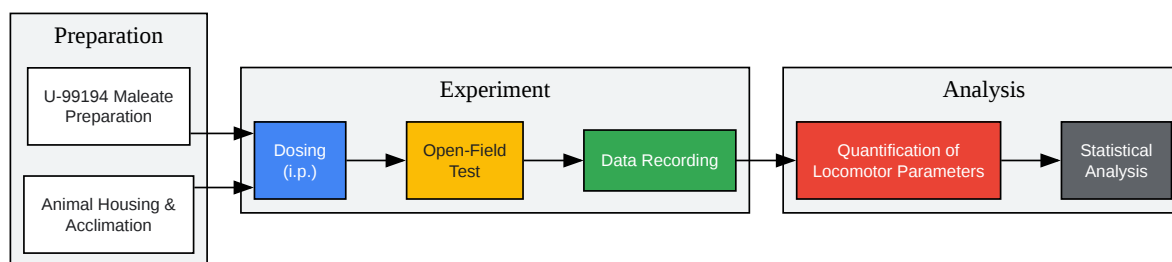 Preparation
U-99194 Maleate
Preparation
Animal Housing &
Acclimation
Experiment
Dosing
(i.p.)
Open-Field
Test
Data Recording
Analysis
Quantification of
Locomotor Parameters
Statistical
Analysis